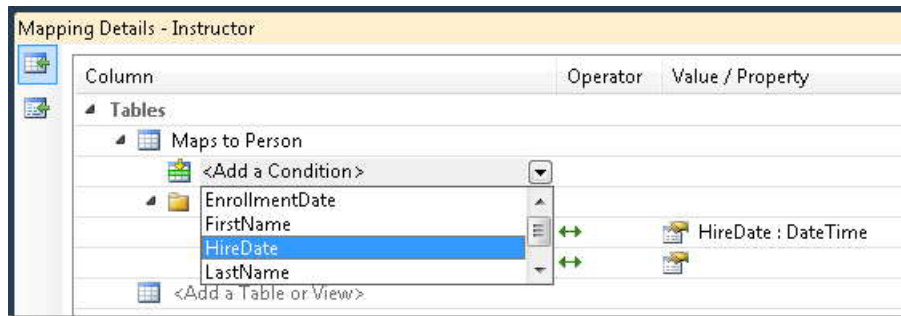 Mapping Details - Instructor
Column Operator Value / Property
Tables
Maps to Person
<Add a Condition>
EnrollmentDate
FirstName
HireDate HireDate : DateTime
LastName
<Add a Table or View>